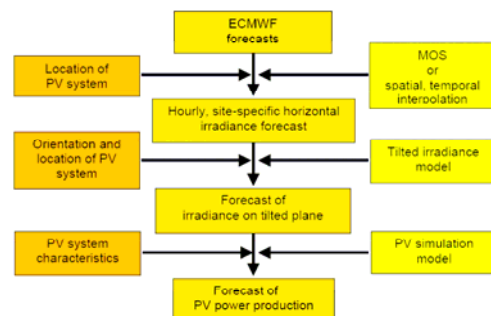 ECMWF
forecasts
Location of
PV system
MOS
or
spatial, temporal
interpolation
Hourly, site-specific horizontal
irradiance forecast
Orientation and
location of PV
system
Tilted irradiance
model
Forecast of
irradiance on tilted plane
PV system
characteristics
PV simulation
model
Forecast of
PV power production